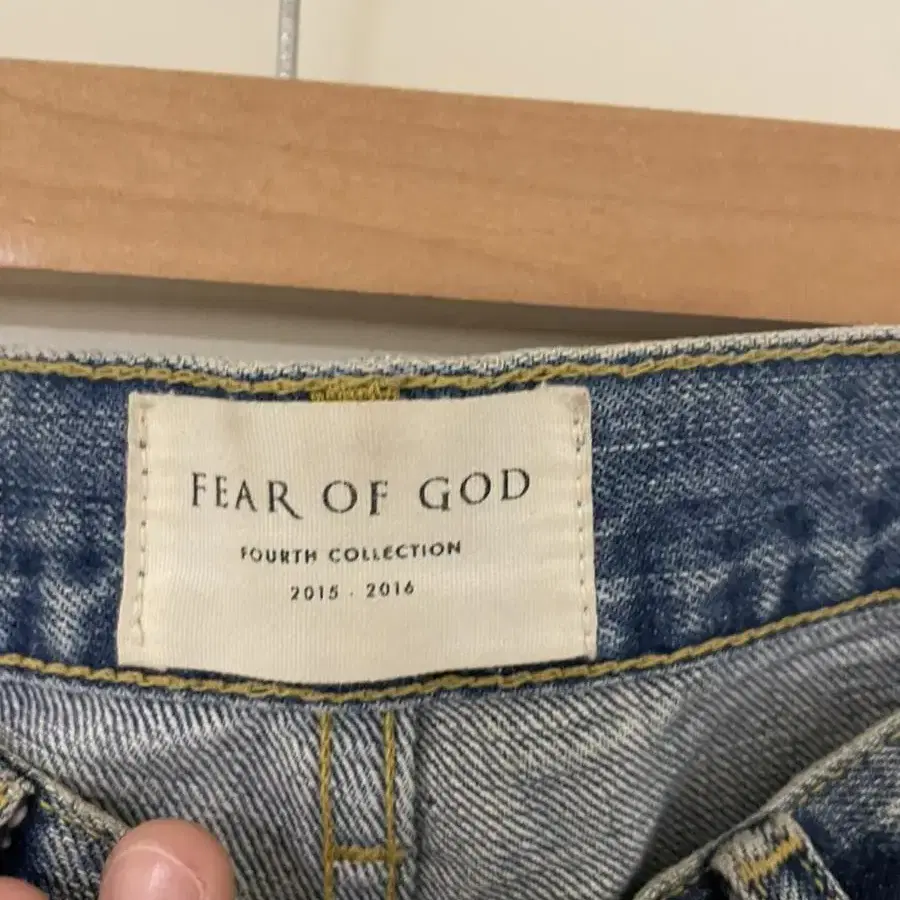 FEAR OF GOD
FOURTH COLLECTION
2015 . 2016